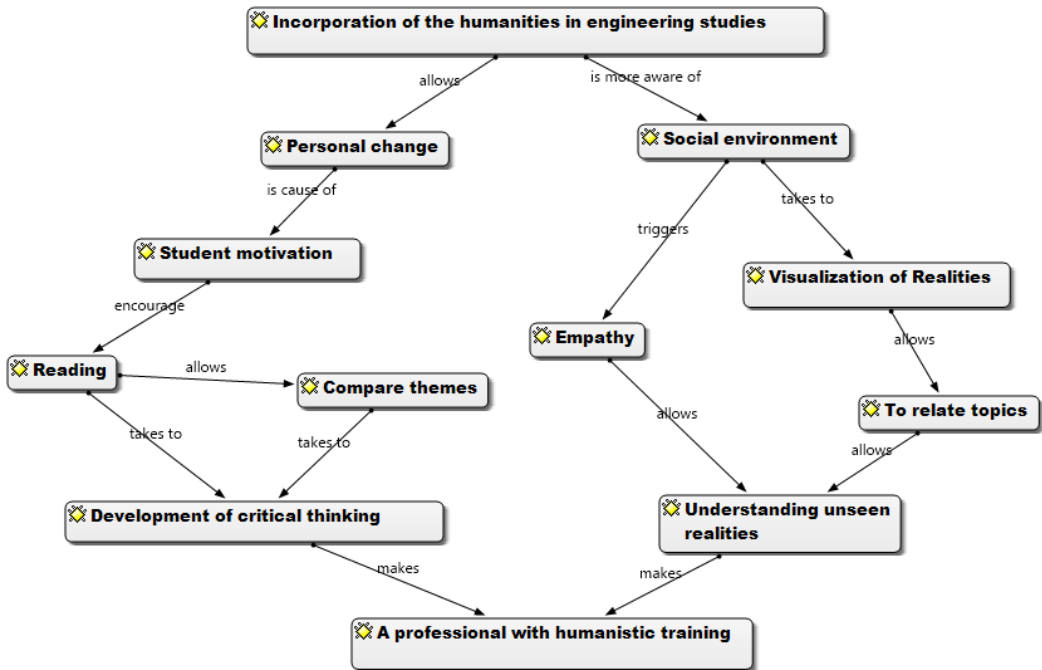 Incorporation of the humanities in engineering studies
allows
is more aware of
Personal change
Social environment
is cause of
takes to
triggers
Student motivation
Visualization of Realities
encourage
Empathy
allows
Reading
allows
Compare themes
To relate topics
allows
takes to
takes to
allows
Development of critical thinking
Understanding unseen
realities
makes
makes
A professional with humanistic training